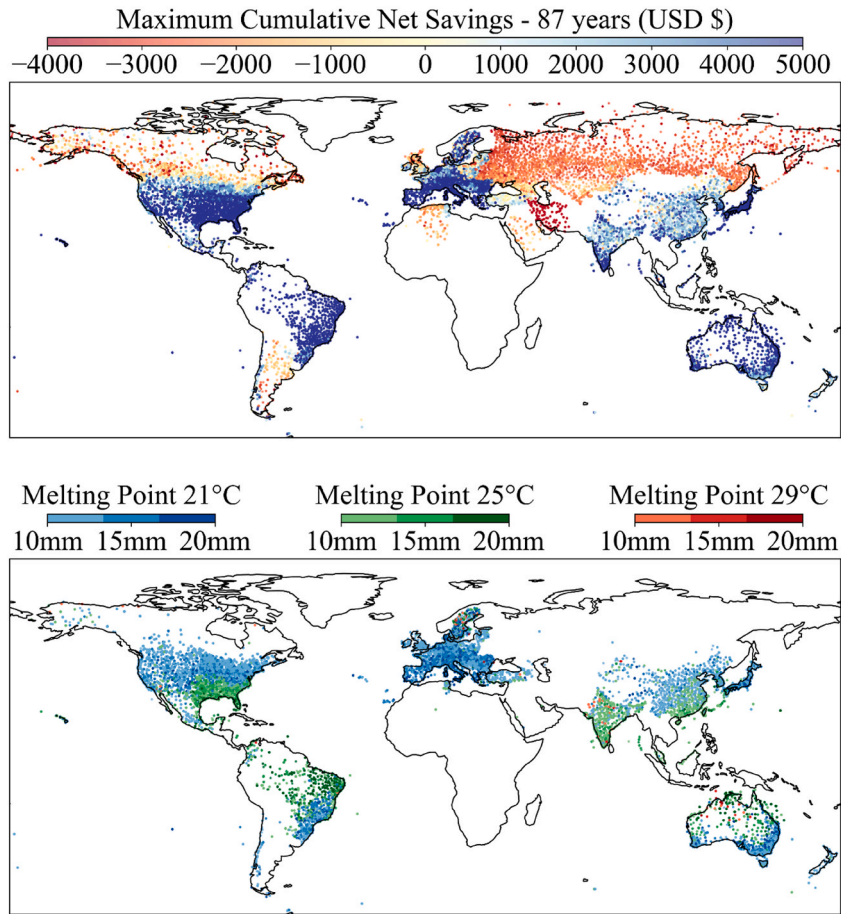 Maximum Cumulative Net Savings - 87 years (USD $)
−4000 −3000 −2000 −1000 0 1000 2000 3000 4000 5000
Melting Point 21°C Melting Point 25°C Melting Point 29°C
10mm 15mm 20mm 10mm 15mm 20mm 10mm 15mm 20mm